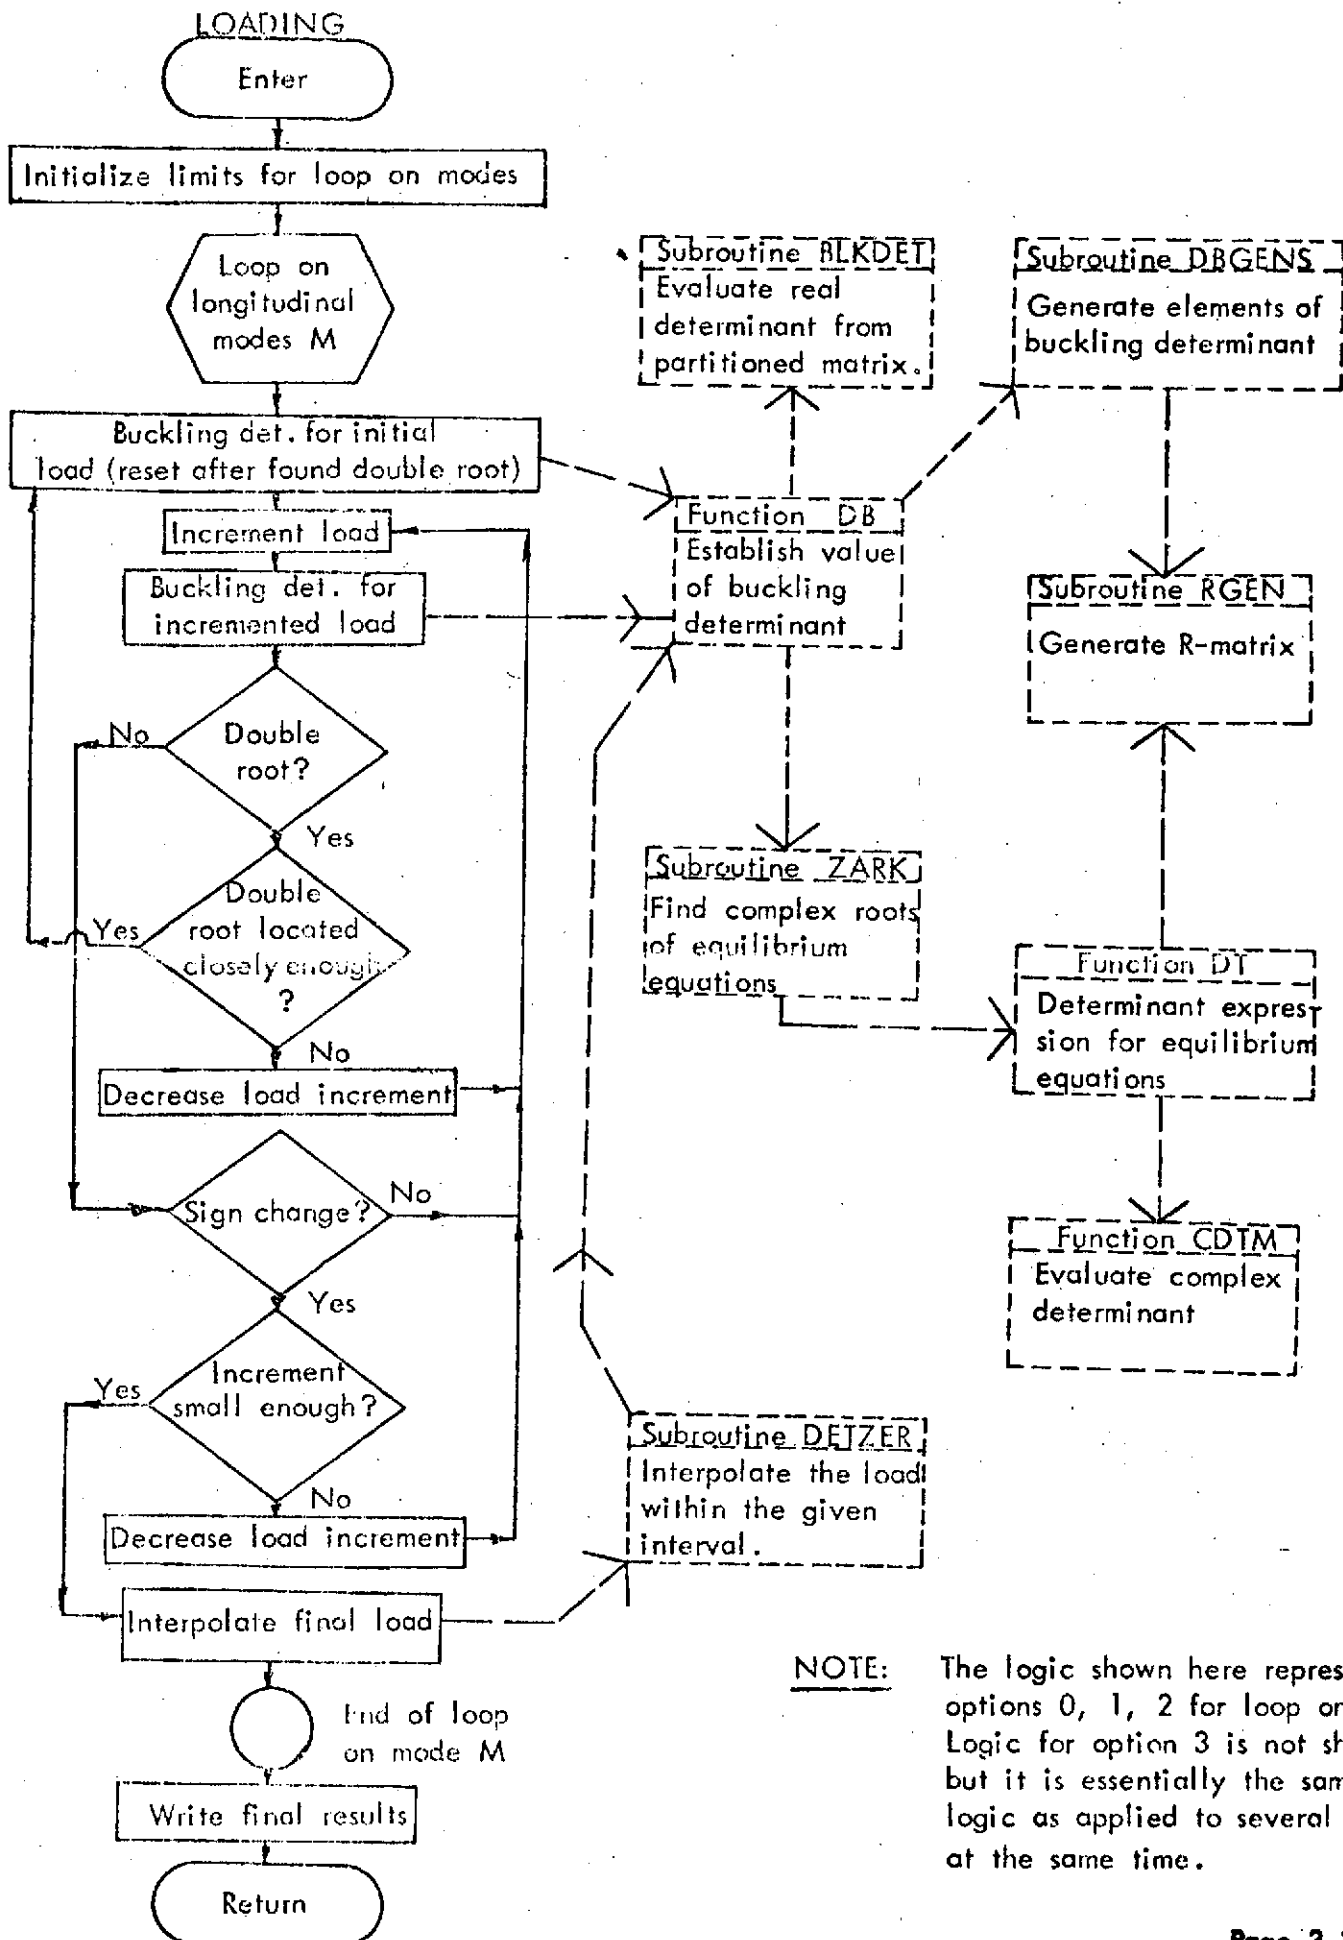 LOADING
Enter
Initialize limits for loop on modes
Loop on
longitudinal
modes M
Buckling det. for initial
load (reset after found double root)
Increment load
Buckling det. for
incremented load
No
Double
root?
Yes
Double
root located
closely enough
?
Yes
No
Decrease load increment
Sign change?
No
Yes
Increment
small enough?
Yes
No
Decrease load increment
Interpolate final load
End of loop
on mode M
Write final results
Return
Subroutine BLKDET
Evaluate real
determinant from
partitioned matrix.
Subroutine DBGENS
Generate elements of
buckling determinant
Function DB
Establish value
of buckling
determinant
Subroutine RGEN
Generate R-matrix
Subroutine ZARK
Find complex roots
of equilibrium
equations
Function DT
Determinant expres-
sion for equilibrium
equations
Function CDTM
Evaluate complex
determinant
Subroutine DETZER
Interpolate the load
within the given
interval.
NOTE: The logic shown here repres
options 0, 1, 2 for loop on
Logic for option 3 is not sh
but it is essentially the sam
logic as applied to several
at the same time.